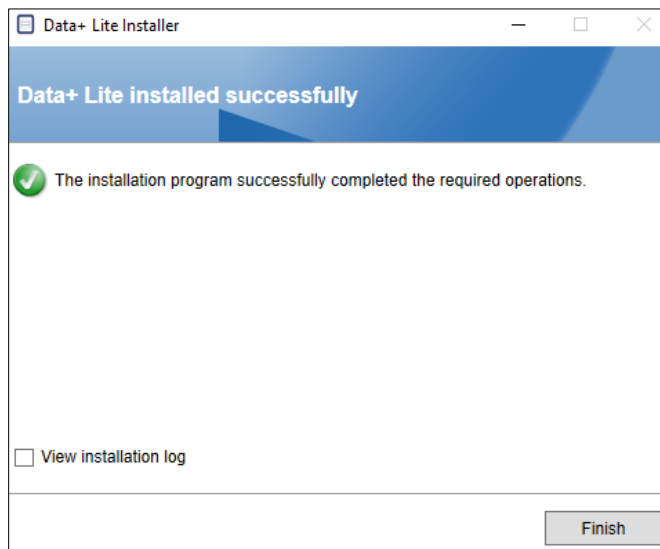 Data+ Lite Installer
Data+ Lite installed successfully
The installation program successfully completed the required operations.
View installation log
Finish